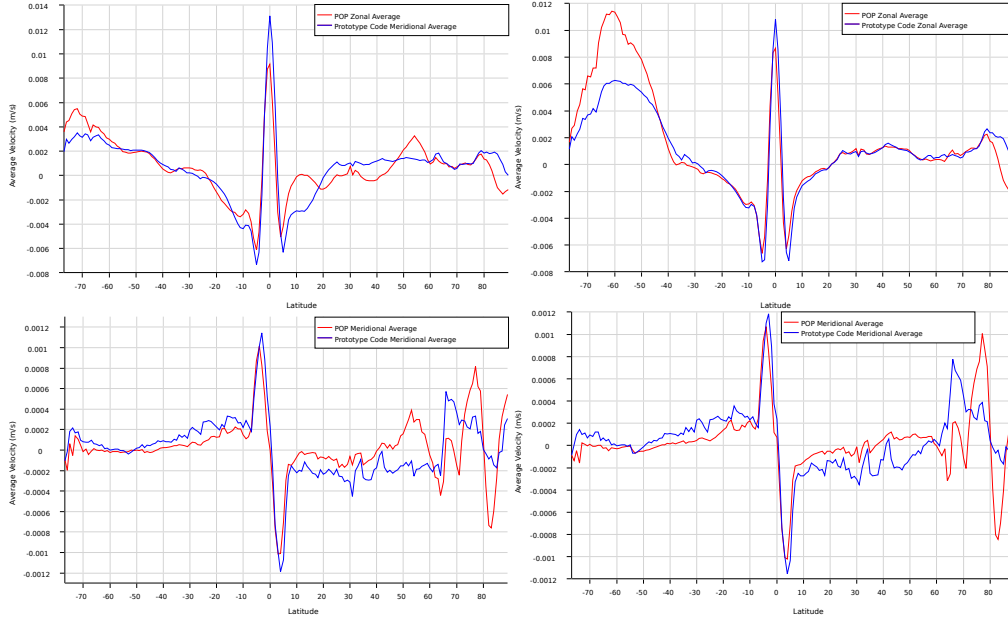 POP Zonal Average
Prototype Code Meridional Average
Average Velocity (m/s)
0.014
0.012
0.01
0.008
0.006
0.004
0.002
0
-0.002
-0.004
-0.006
-0.008
-70 -60 -50 -40 -30 -20 -10 0 10 20 30 40 50 60 70 80
Latitude
POP Zonal Average
Prototype Code Zonal Average
Average Velocity (m/s)
0.012
0.01
0.008
0.006
0.004
0.002
0
-0.002
-0.004
-0.006
-0.008
-70 -60 -50 -40 -30 -20 -10 0 10 20 30 40 50 60 70 80
Latitude
POP Meridional Average
Prototype Code Meridional Average
Average Velocity (m/s)
0.0012
0.001
0.0008
0.0006
0.0004
0.0002
0
-0.0002
-0.0004
-0.0006
-0.0008
-0.001
-0.0012
-70 -60 -50 -40 -30 -20 -10 0 10 20 30 40 50 60 70 80
Latitude
POP Meridional Average
Prototype Code Meridional Average
Average Velocity (m/s)
0.0012
0.001
0.0008
0.0006
0.0004
0.0002
0
-0.0002
-0.0004
-0.0006
-0.0008
-0.001
-0.0012
-70 -60 -50 -40 -30 -20 -10 0 10 20 30 40 50 60 70 80
Latitude